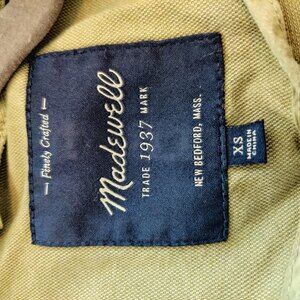 — Finely Crafted —
Madewell
TRADE 1937 MARK
NEW BEDFORD, MASS.
XS
MADE IN
CHINA